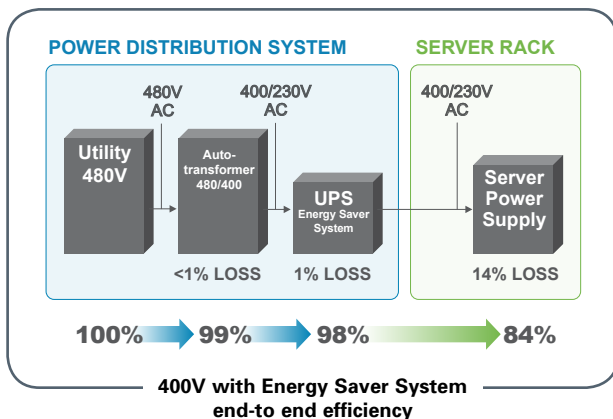 POWER DISTRIBUTION SYSTEM
SERVER RACK
480V
AC
400/230V
AC
400/230V
AC
Utility
480V
Auto-
transformer
480/400
UPS
Energy Saver
System
Server
Power
Supply
<1% LOSS
1% LOSS
14% LOSS
100% 99% 98% 84%
400V with Energy Saver System
end-to end efficiency